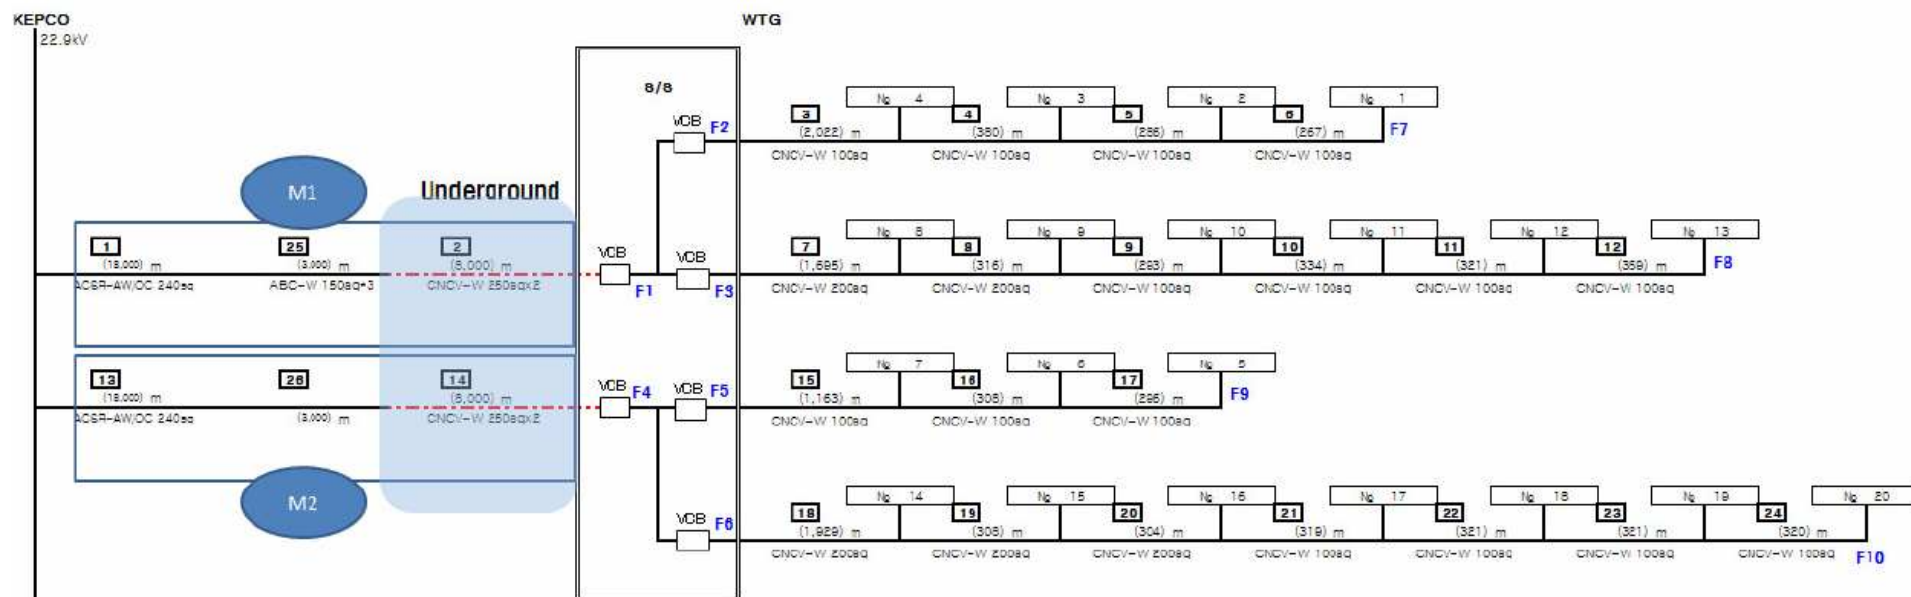 KEPCO
22.9kV
WTG
S/S
VCB F2
3 No 4 4 No 3 5 No 2 6 No 1
(2,022) m (380) m (286) m (267) m F7
CNCV-W 100sq CNCV-W 100sq CNCV-W 100sq CNCV-W 100sq
M1
Underground
1 25 2
(18,000) m (3,000) m (8,000) m
ACSR-AW/OC 240sq ABC-W 150sq*3 CNCV-W 250sqx2
VCB F1
VCB F3
7 No 8 8 No 9 9 No 10 10 No 11 11 No 12 12 No 13
(1,695) m (316) m (293) m (334) m (321) m (359) m F8
CNCV-W 200sq CNCV-W 200sq CNCV-W 100sq CNCV-W 100sq CNCV-W 100sq CNCV-W 100sq
13 26 14
(18,000) m (8,000) m
ACSR-AW/OC 240sq (3,000) m CNCV-W 250sqx2
VCB F4
VCB F5
15 No 7 16 No 6 17 No 5
(1,163) m (308) m (296) m F9
CNCV-W 100sq CNCV-W 100sq CNCV-W 100sq
M2
VCB F6
18 No 14 19 No 15 20 No 16 21 No 17 22 No 18 23 No 19 24 No 20
(1,929) m (305) m (304) m (319) m (321) m (321) m (320) m
CNCV-W 200sq CNCV-W 200sq CNCV-W 200sq CNCV-W 100sq CNCV-W 100sq CNCV-W 100sq CNCV-W 100sq F10